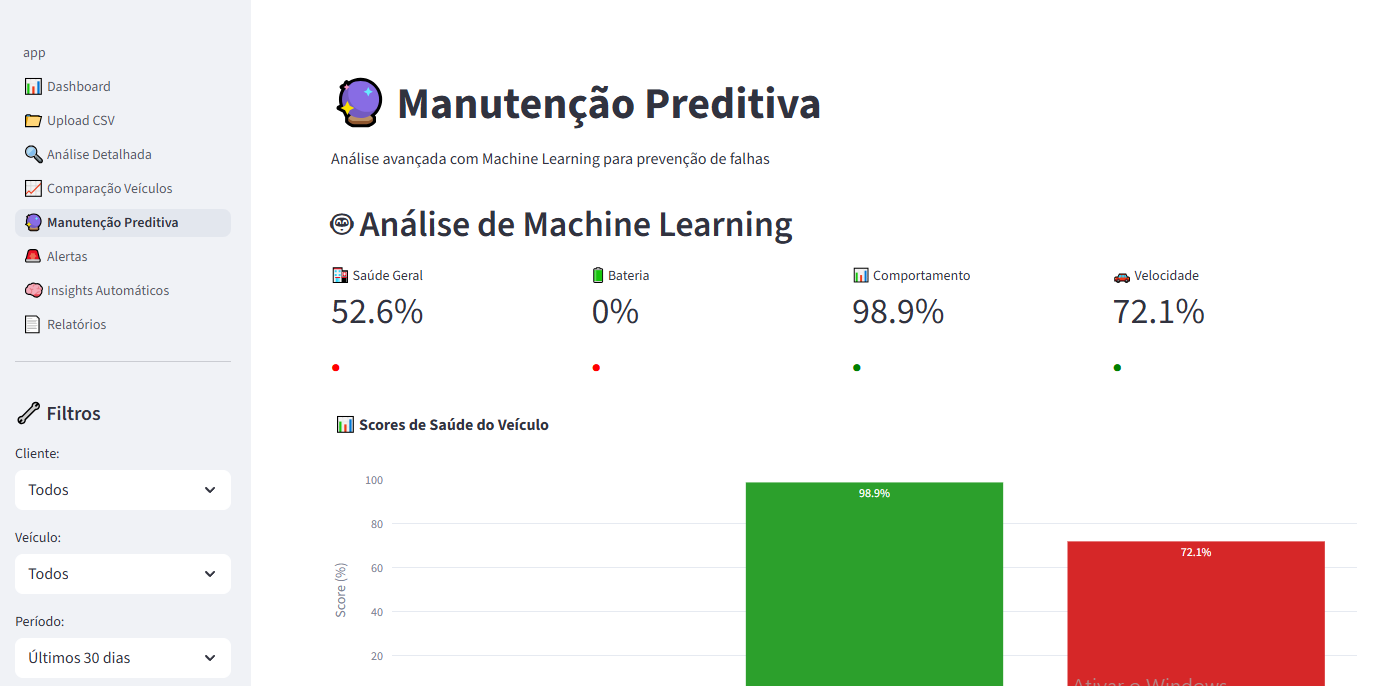 app
Dashboard
Upload CSV
Análise Detalhada
Comparação Veículos
Manutenção Preditiva
Alertas
Insights Automáticos
Relatórios
Filtros
Cliente:
Todos
Veículo:
Todos
Período:
Últimos 30 dias
Manutenção Preditiva
Análise avançada com Machine Learning para prevenção de falhas
Análise de Machine Learning
Saúde Geral
52.6%
Bateria
0%
Comportamento
98.9%
Velocidade
72.1%
Scores de Saúde do Veículo
Score (%)
100
80
60
40
20
98.9%
72.1%
Ativar o Windows